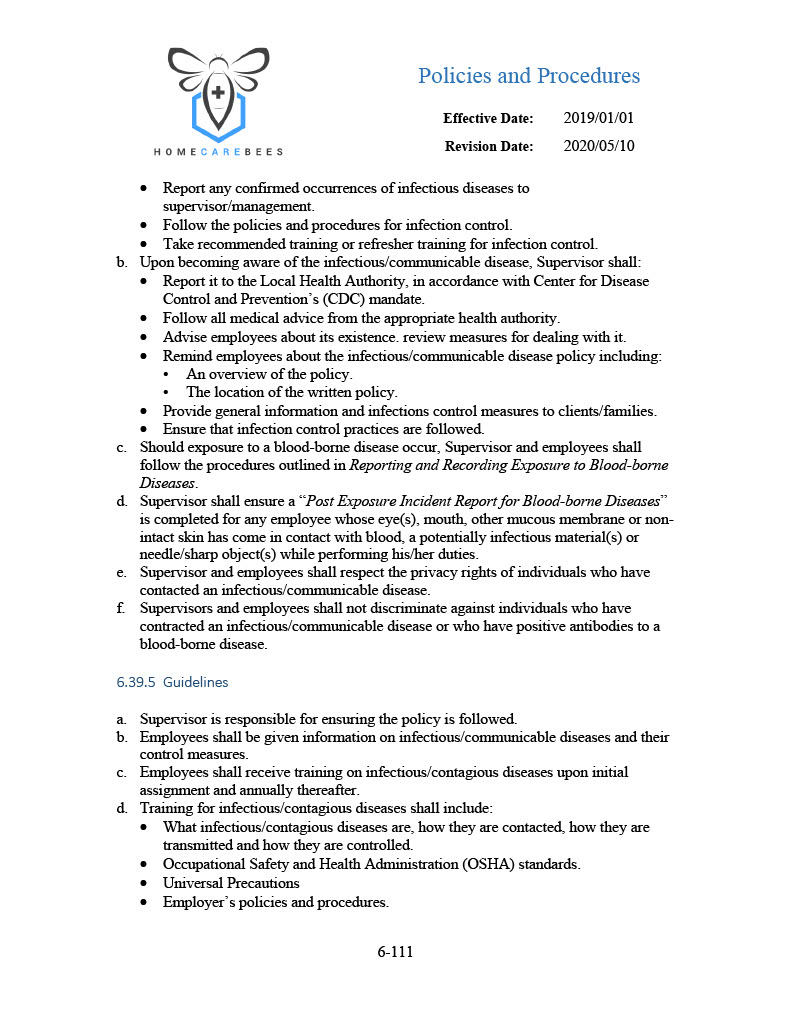 Policies and Procedures
Effective Date: 2019/01/01
Revision Date: 2020/05/10
HOMECAREBEES
• Report any confirmed occurrences of infectious diseases to
supervisor/management.
• Follow the policies and procedures for infection control.
• Take recommended training or refresher training for infection control.
b. Upon becoming aware of the infectious/communicable disease, Supervisor shall:
• Report it to the Local Health Authority, in accordance with Center for Disease
Control and Prevention’s (CDC) mandate.
• Follow all medical advice from the appropriate health authority.
• Advise employees about its existence. review measures for dealing with it.
• Remind employees about the infectious/communicable disease policy including:
• An overview of the policy.
• The location of the written policy.
• Provide general information and infections control measures to clients/families.
• Ensure that infection control practices are followed.
c. Should exposure to a blood-borne disease occur, Supervisor and employees shall
follow the procedures outlined in Reporting and Recording Exposure to Blood-borne
Diseases.
d. Supervisor shall ensure a “Post Exposure Incident Report for Blood-borne Diseases”
is completed for any employee whose eye(s), mouth, other mucous membrane or non-
intact skin has come in contact with blood, a potentially infectious material(s) or
needle/sharp object(s) while performing his/her duties.
e. Supervisor and employees shall respect the privacy rights of individuals who have
contacted an infectious/communicable disease.
f. Supervisors and employees shall not discriminate against individuals who have
contracted an infectious/communicable disease or who have positive antibodies to a
blood-borne disease.
6.39.5 Guidelines
a. Supervisor is responsible for ensuring the policy is followed.
b. Employees shall be given information on infectious/communicable diseases and their
control measures.
c. Employees shall receive training on infectious/contagious diseases upon initial
assignment and annually thereafter.
d. Training for infectious/contagious diseases shall include:
• What infectious/contagious diseases are, how they are contacted, how they are
transmitted and how they are controlled.
• Occupational Safety and Health Administration (OSHA) standards.
• Universal Precautions
• Employer’s policies and procedures.
6-111